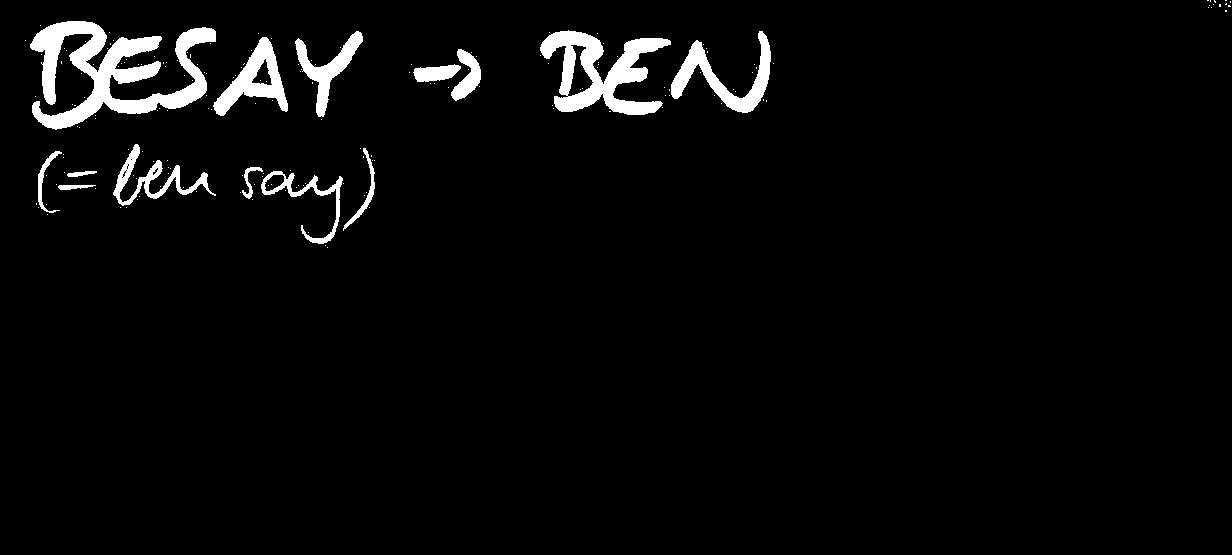 BESAY → BEN
(= ben say)